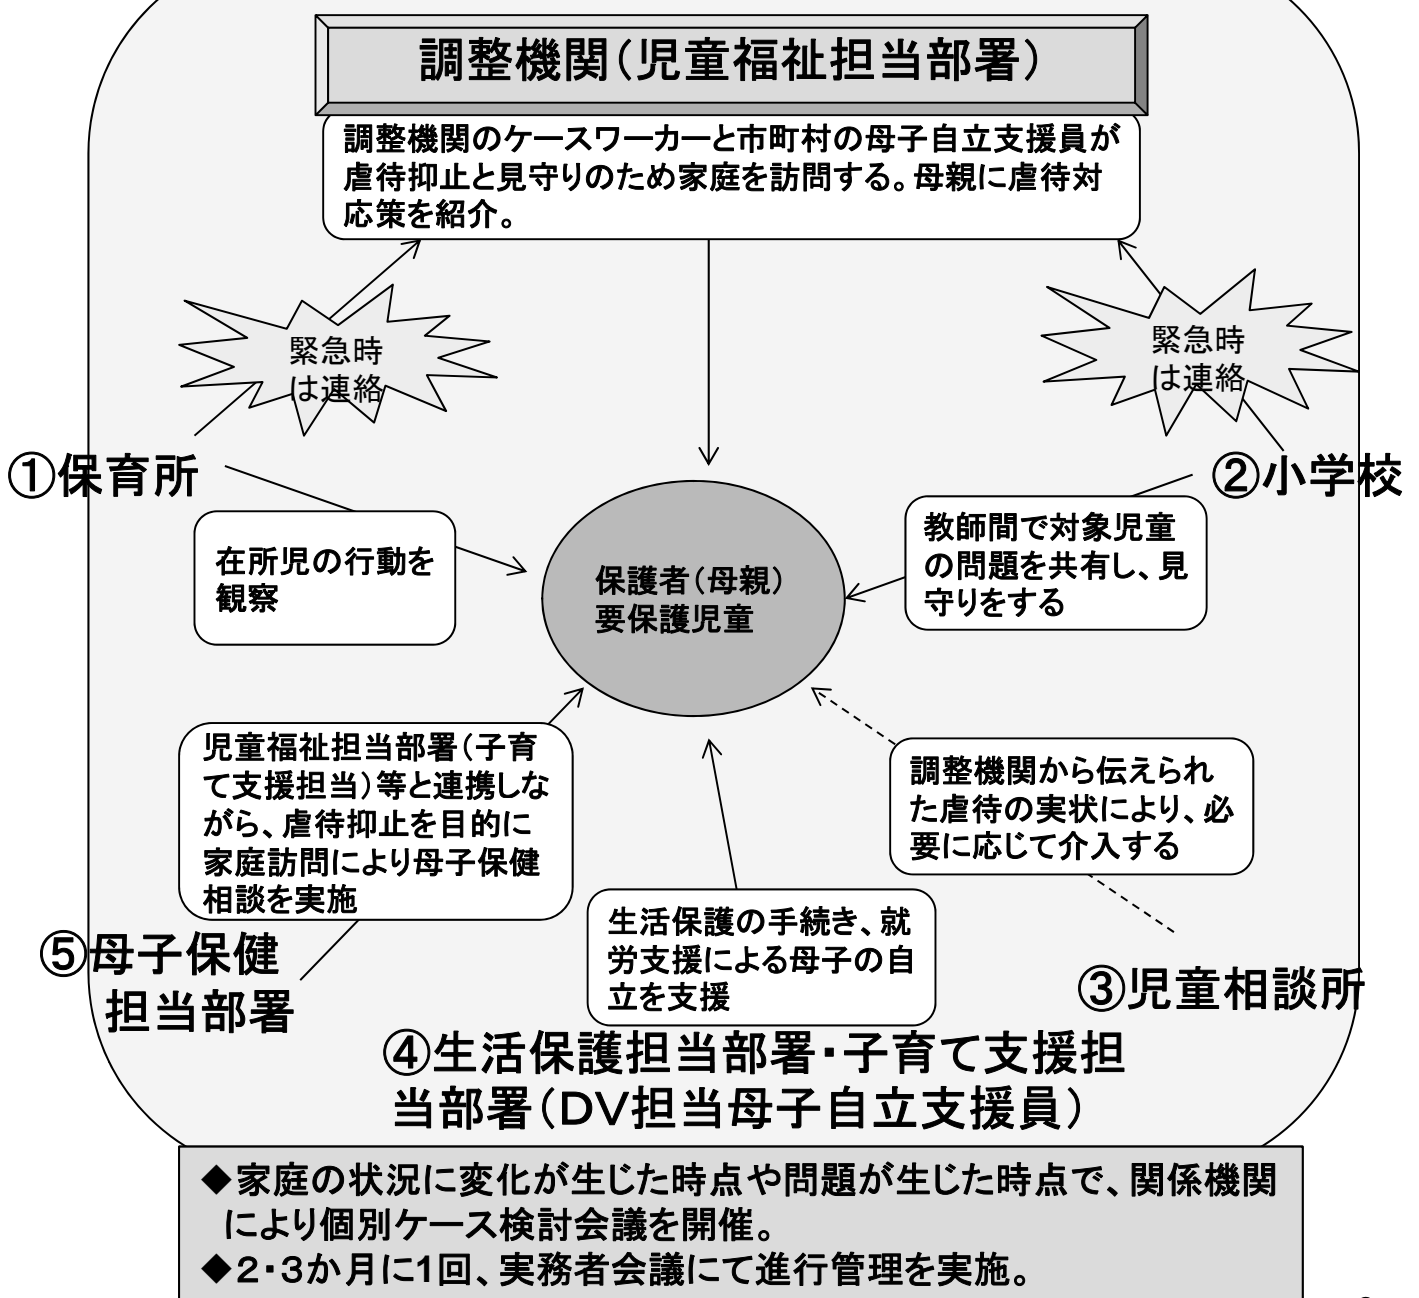 調整機関(児童福祉担当部署)
調整機関のケースワーカーと市町村の母子自立支援員が
虐待抑止と見守りのため家庭を訪問する。母親に虐待対
応策を紹介。
緊急時
は連絡
緊急時
は連絡
①保育所
②小学校
在所児の行動を
観察
教師間で対象児童
の問題を共有し、見
守りをする
保護者(母親)
要保護児童
児童福祉担当部署(子育
て支援担当)等と連携しな
がら、虐待抑止を目的に
家庭訪問により母子保健
相談を実施
調整機関から伝えられ
た虐待の実状により、必
要に応じて介入する
生活保護の手続き、就
労支援による母子の自
立を支援
⑤母子保健
担当部署
③児童相談所
④生活保護担当部署・子育て支援担
当部署(DV担当母子自立支援員)
◆家庭の状況に変化が生じた時点や問題が生じた時点で、関係機関
により個別ケース検討会議を開催。
◆2・3か月に1回、実務者会議にて進行管理を実施。